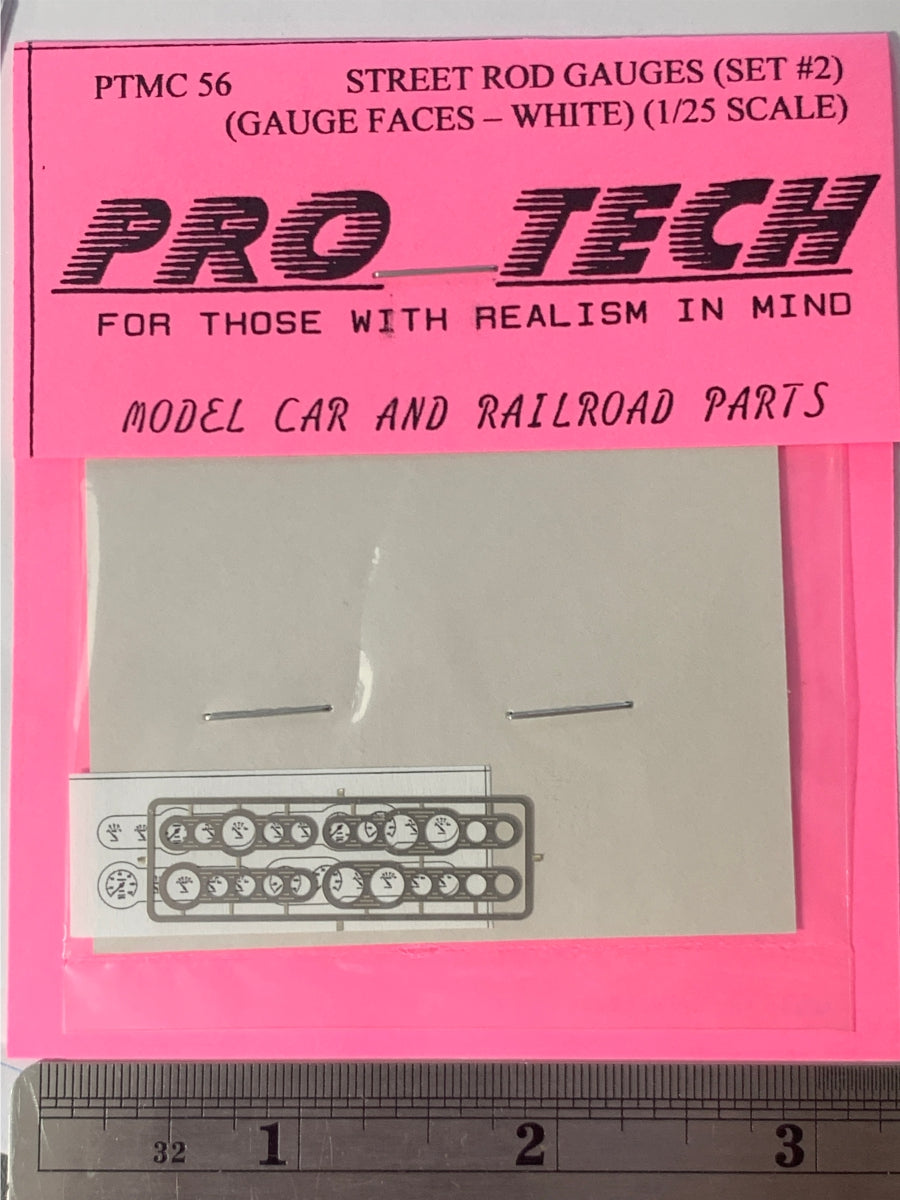 PTMC 56 STREET ROD GAUGES (SET #2)
(GAUGE FACES – WHITE) (1/25 SCALE)
PRO TECH
FOR THOSE WITH REALISM IN MIND
MODEL CAR AND RAILROAD PARTS
32 1 2 3